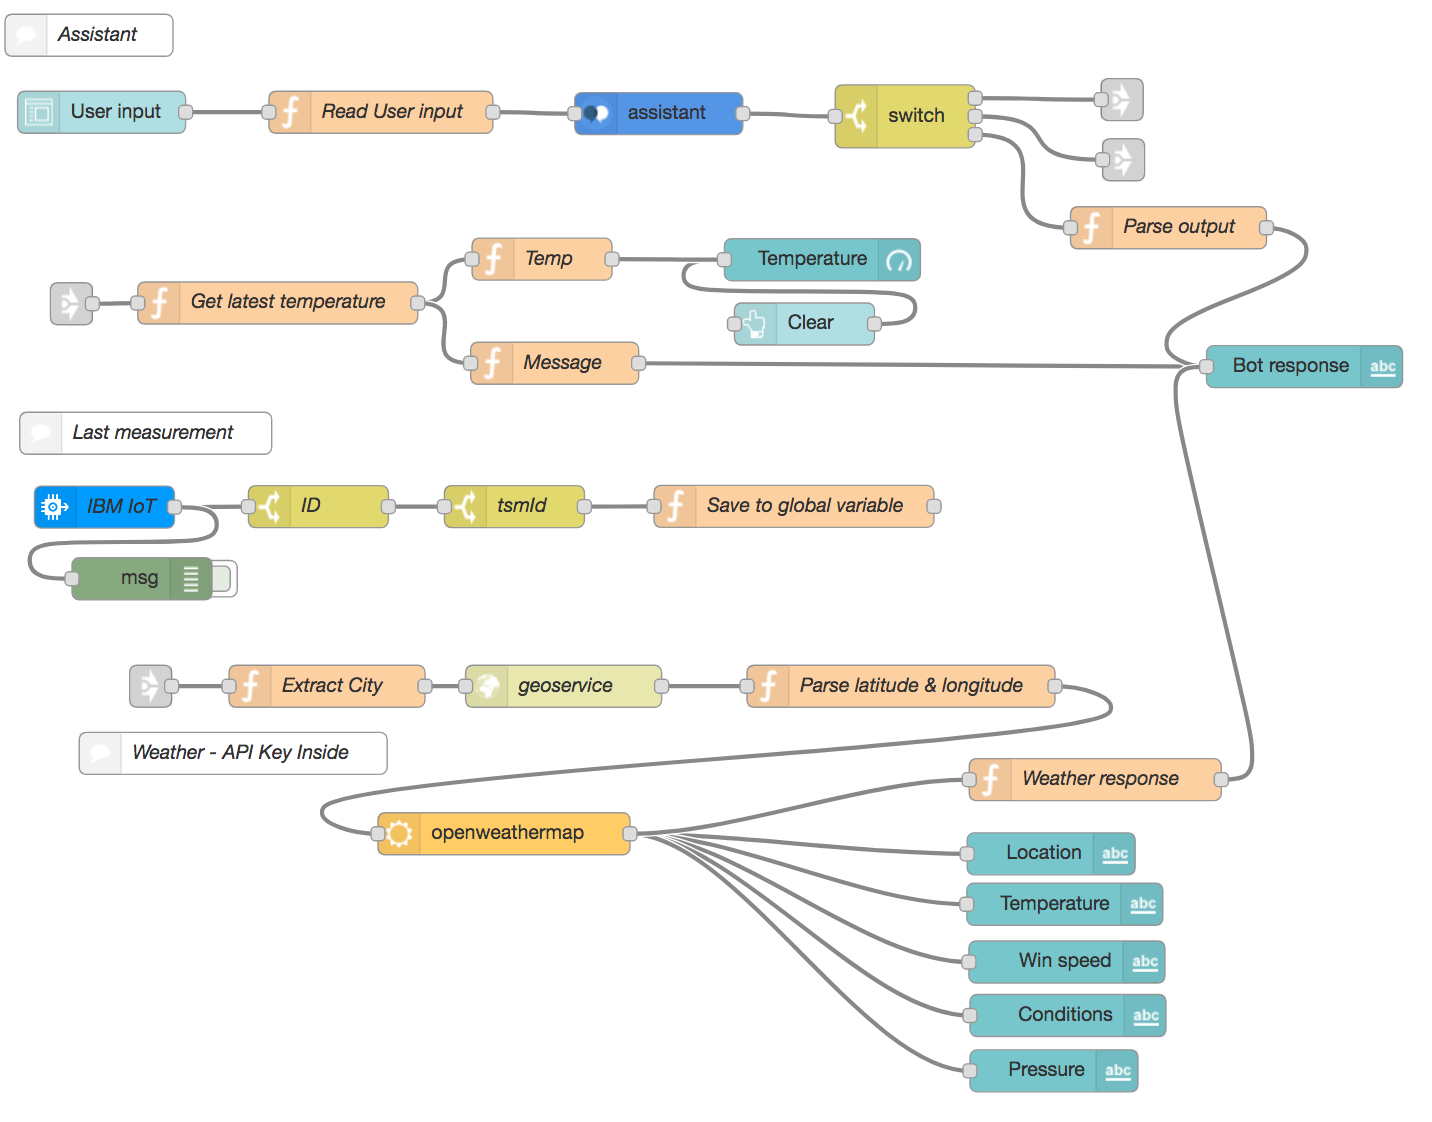 Assistant
User input
Read User input
assistant
switch
Parse output
Temp
Temperature
Get latest temperature
Clear
Message
Bot response
abc
Last measurement
IBM IoT
ID
tsmId
Save to global variable
msg
Extract City
geoservice
Parse latitude & longitude
Weather - API Key Inside
Weather response
openweathermap
Location
abc
Temperature
abc
Win speed
abc
Conditions
abc
Pressure
abc